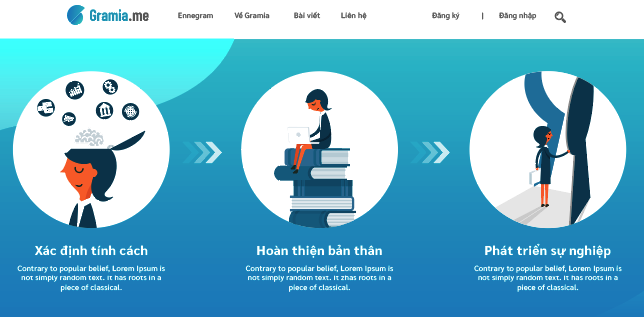 Gramia.me
Ennegram Về Gramia Bài viết Liên hệ Đăng ký | Đăng nhập
Xác định tính cách
Contrary to popular belief, Lorem Ipsum is
not simply random text. It has roots in a
piece of classical.
Hoàn thiện bản thân
Contrary to popular belief, Lorem Ipsum is
not simply random text. It zhas roots in a
piece of classical.
Phát triển sự nghiệp
Contrary to popular belief, Lorem Ipsum is
not simply random text. It has roots in a
piece of classical.